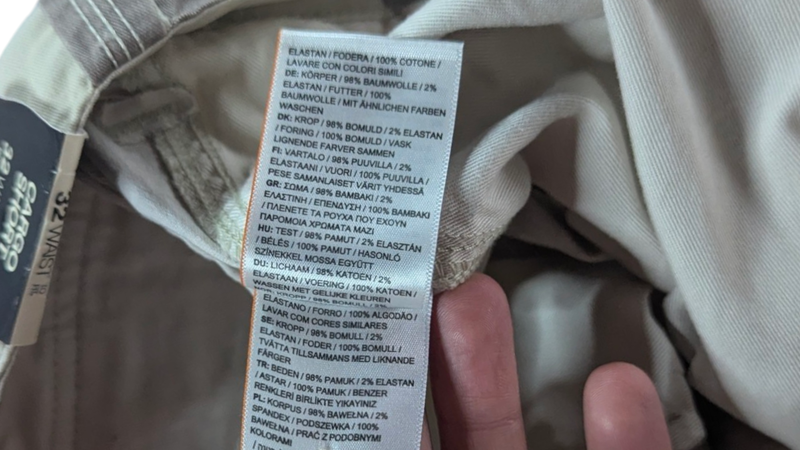 ELASTAN / FODERA / 100% COTONE /
LAVARE CON COLORI SIMILI
DE: KÖRPER / 98% BAUMWOLLE / 2%
ELASTAN / FUTTER / 100%
BAUMWOLLE / MIT ÄHNLICHEN FARBEN
WASCHEN
DK: KROP / 98% BOMULD / 2% ELASTAN
/ FORING / 100% BOMULD / VASK
LIGNENDE FARVER SAMMEN
FI: VARTALO / 98% PUUVILLA / 2%
ELASTAANI / VUORI / 100% PUUVILLA /
PESE SAMANLAISET VÄRIT YHDESSÄ
GR: ΣΩΜΑ / 98% ΒΑΜΒΑΚΙ / 2%
ΕΛΑΣΤΙΝΗ / ΕΠΕΝΔΥΣΗ / 100% ΒΑΜΒΑΚΙ
/ ΠΛΕΝΕΤΕ ΤΑ ΡΟΥΧΑ ΠΟΥ ΕΧΟΥΝ
ΠΑΡΟΜΟΙΑ ΧΡΩΜΑΤΑ ΜΑΖΙ
HU: TEST / 98% PAMUT / 2% ELASZTÁN
/ BÉLÉS / 100% PAMUT / HASONLÓ
SZÍNEKKEL MOSSA EGYÜTT
DU: LICHAAM / 98% KATOEN / 2%
ELASTAAN / VOERING / 100% KATOEN /
WASSEN MET GELIJKE KLEUREN
ELASTANO / FORRO / 100% ALGODÃO /
LAVAR COM CORES SIMILARES
SE: KROPP / 98% BOMULL / 2%
ELASTAN / FODER / 100% BOMULL /
TVÄTTA TILLSAMMANS MED LIKNANDE
FÄRGER
TR: BEDEN / 98% PAMUK / 2% ELASTAN
/ ASTAR / 100% PAMUK / BENZER
RENKLERİ BİRLİKTE YIKAYINIZ
PL: KORPUS / 98% BAWEŁNA / 2%
SPANDEX / PODSZEWKA / 100%
BAWEŁNA / PRAĆ Z PODOBNYMI
KOLORAMI
32 WAIST
CARGO
SHORT